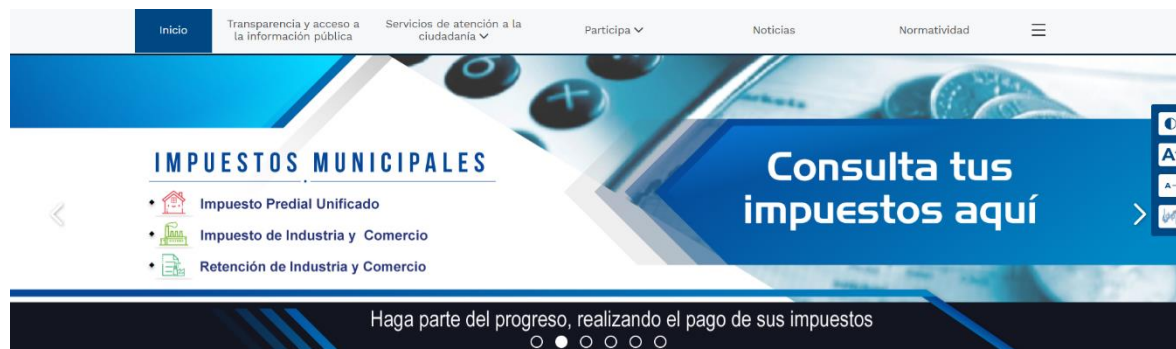 Inicio
Transparencia y acceso a
la información pública
Servicios de atención a la
ciudadanía
Participa
Noticias
Normatividad
IMPUESTOS MUNICIPALES
Impuesto Predial Unificado
Impuesto de Industria y Comercio
Retención de Industria y Comercio
Consulta tus
impuestos aquí
A
A-
Haga parte del progreso, realizando el pago de sus impuestos